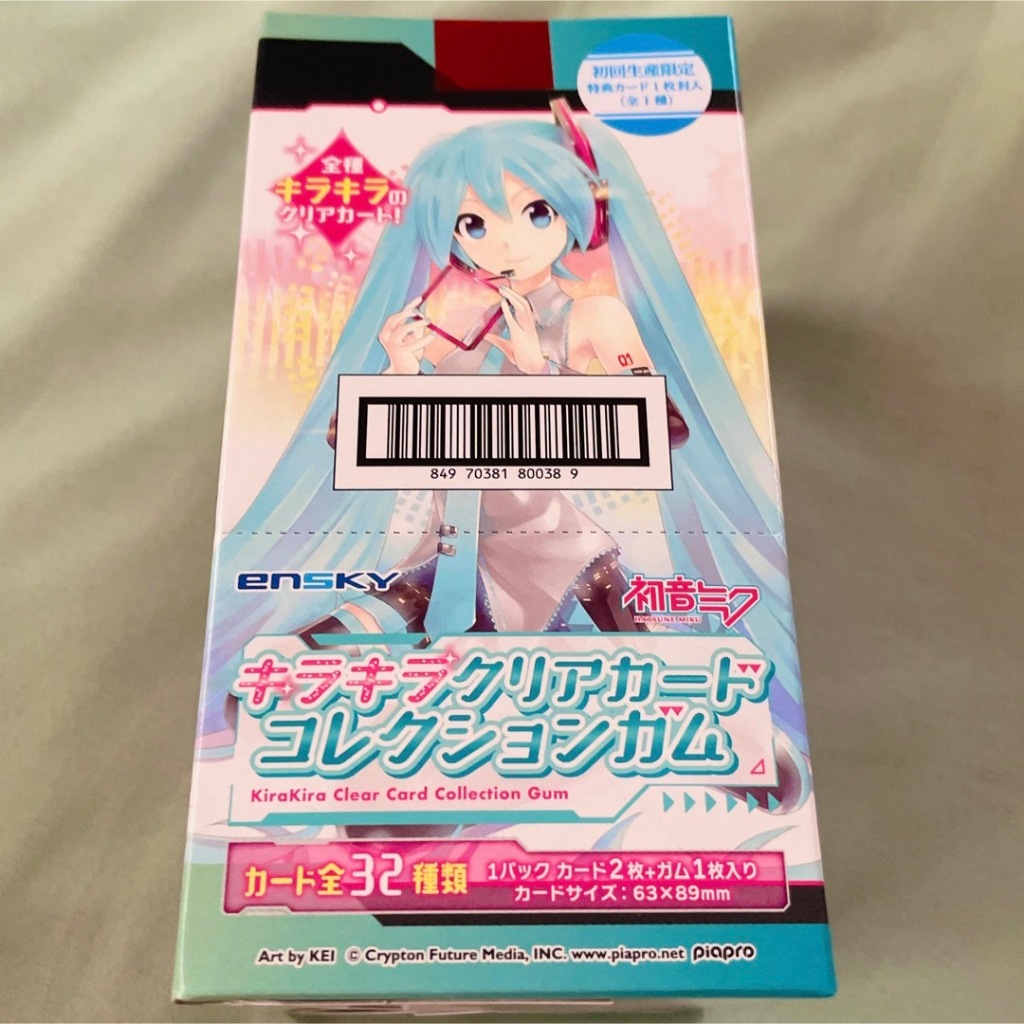 初回生産限定
特典カード1枚封入
(全1種)
全種
キラキラの
クリアカード!
01
849 70381 80038 9
ensky
初音ミク
HATSUNE MIKU
キラキラクリアカード
コレクションガム
KiraKira Clear Card Collection Gum
カード全32種類
1パック カード2枚+ガム1枚入り
カードサイズ:63×89mm
Art by KEI © Crypton Future Media, INC. www.piapro.net piapro